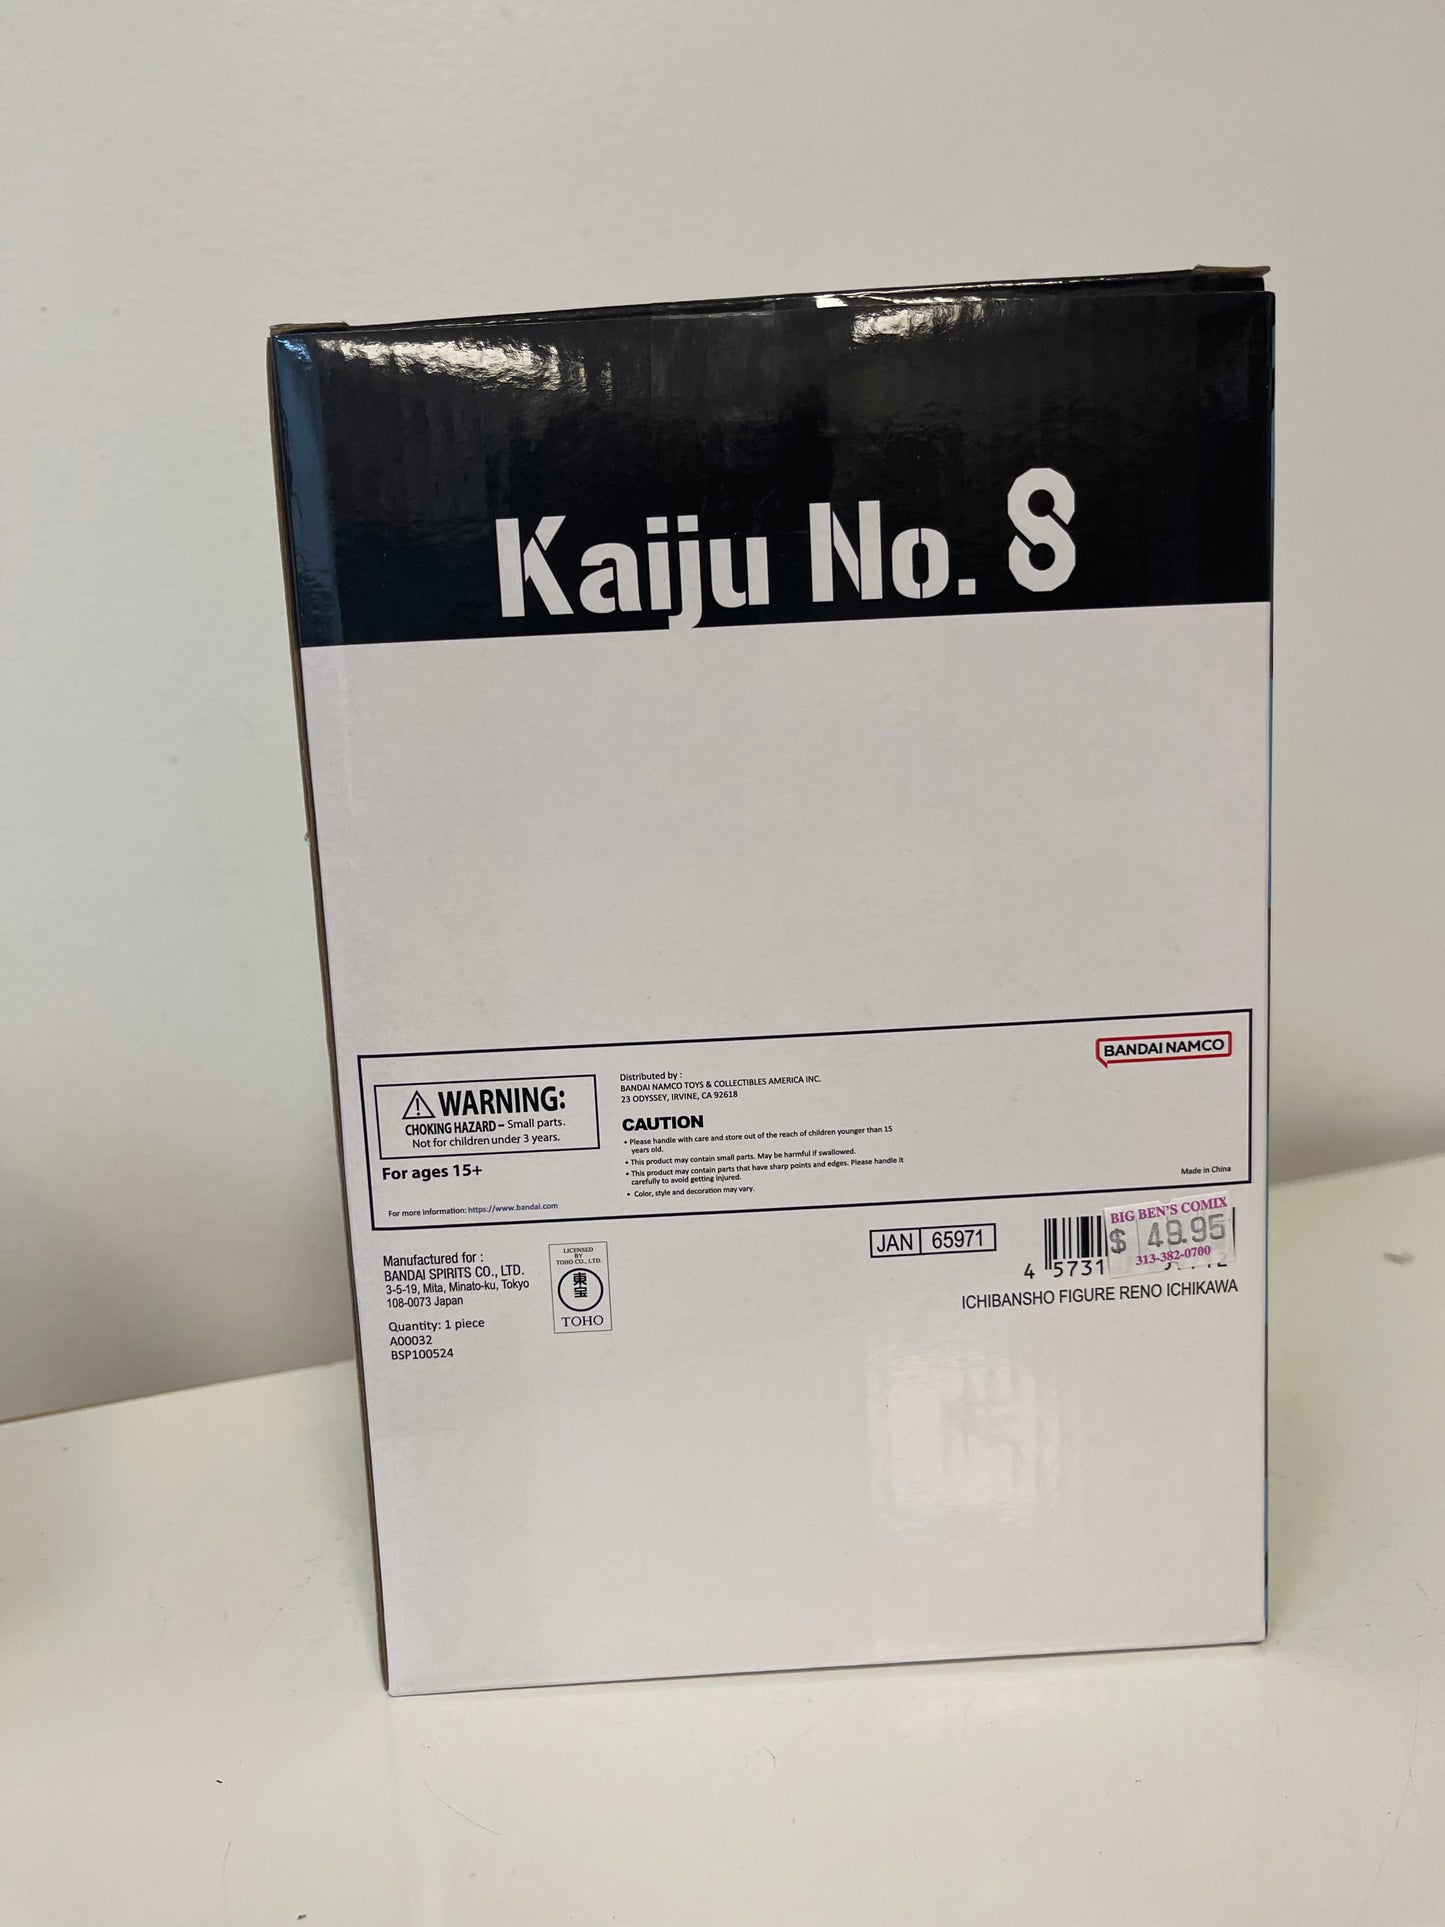 Kaiju No. 8
BANDAI NAMCO
WARNING:
CHOKING HAZARD – Small parts.
Not for children under 3 years.
For ages 15+
For more information: https://www.bandai.com
Distributed by :
BANDAI NAMCO TOYS & COLLECTIBLES AMERICA INC.
23 ODYSSEY, IRVINE, CA 92618
CAUTION
• Please handle with care and store out of the reach of children younger than 15
years old.
• This product may contain small parts. May be harmful if swallowed.
• This product may contain parts that have sharp points and edges. Please handle it
carefully to avoid getting injured.
• Color, style and decoration may vary.
Made in China
Manufactured for :
BANDAI SPIRITS CO., LTD.
3-5-19, Mita, Minato-ku, Tokyo
108-0073 Japan
Quantity: 1 piece
A00032
BSP100524
LICENSED
BY
TOHO CO., LTD.
東宝
TOHO
JAN 65971
BIG BEN'S COMIX
$ 49.95
313-382-0700
4 5731
ICHIBANSHO FIGURE RENO ICHIKAWA